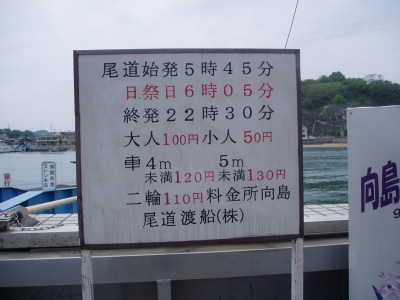 尾道始発5時45分
日.祭日6時05分
終発22時30分
大人100円小人50円
車4m 5m
未満120円未満130円
二輪110円料金所向島
尾道渡船(株)
向島